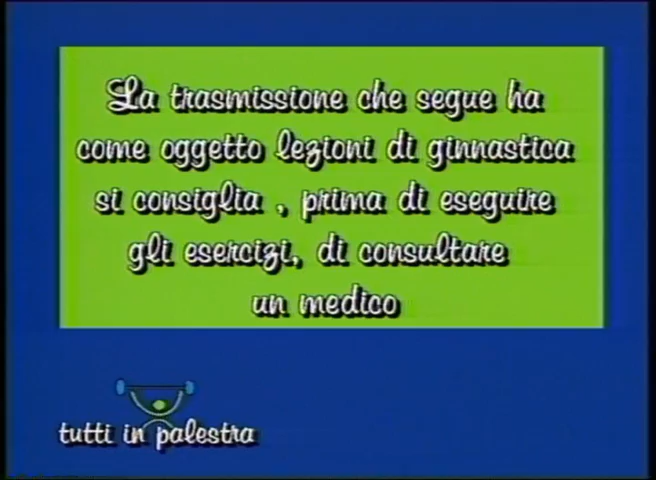 La trasmissione che segue ha
come oggetto lezioni di ginnastica
si consiglia , prima di eseguire
gli esercizi, di consultare
un medico
tutti in palestra